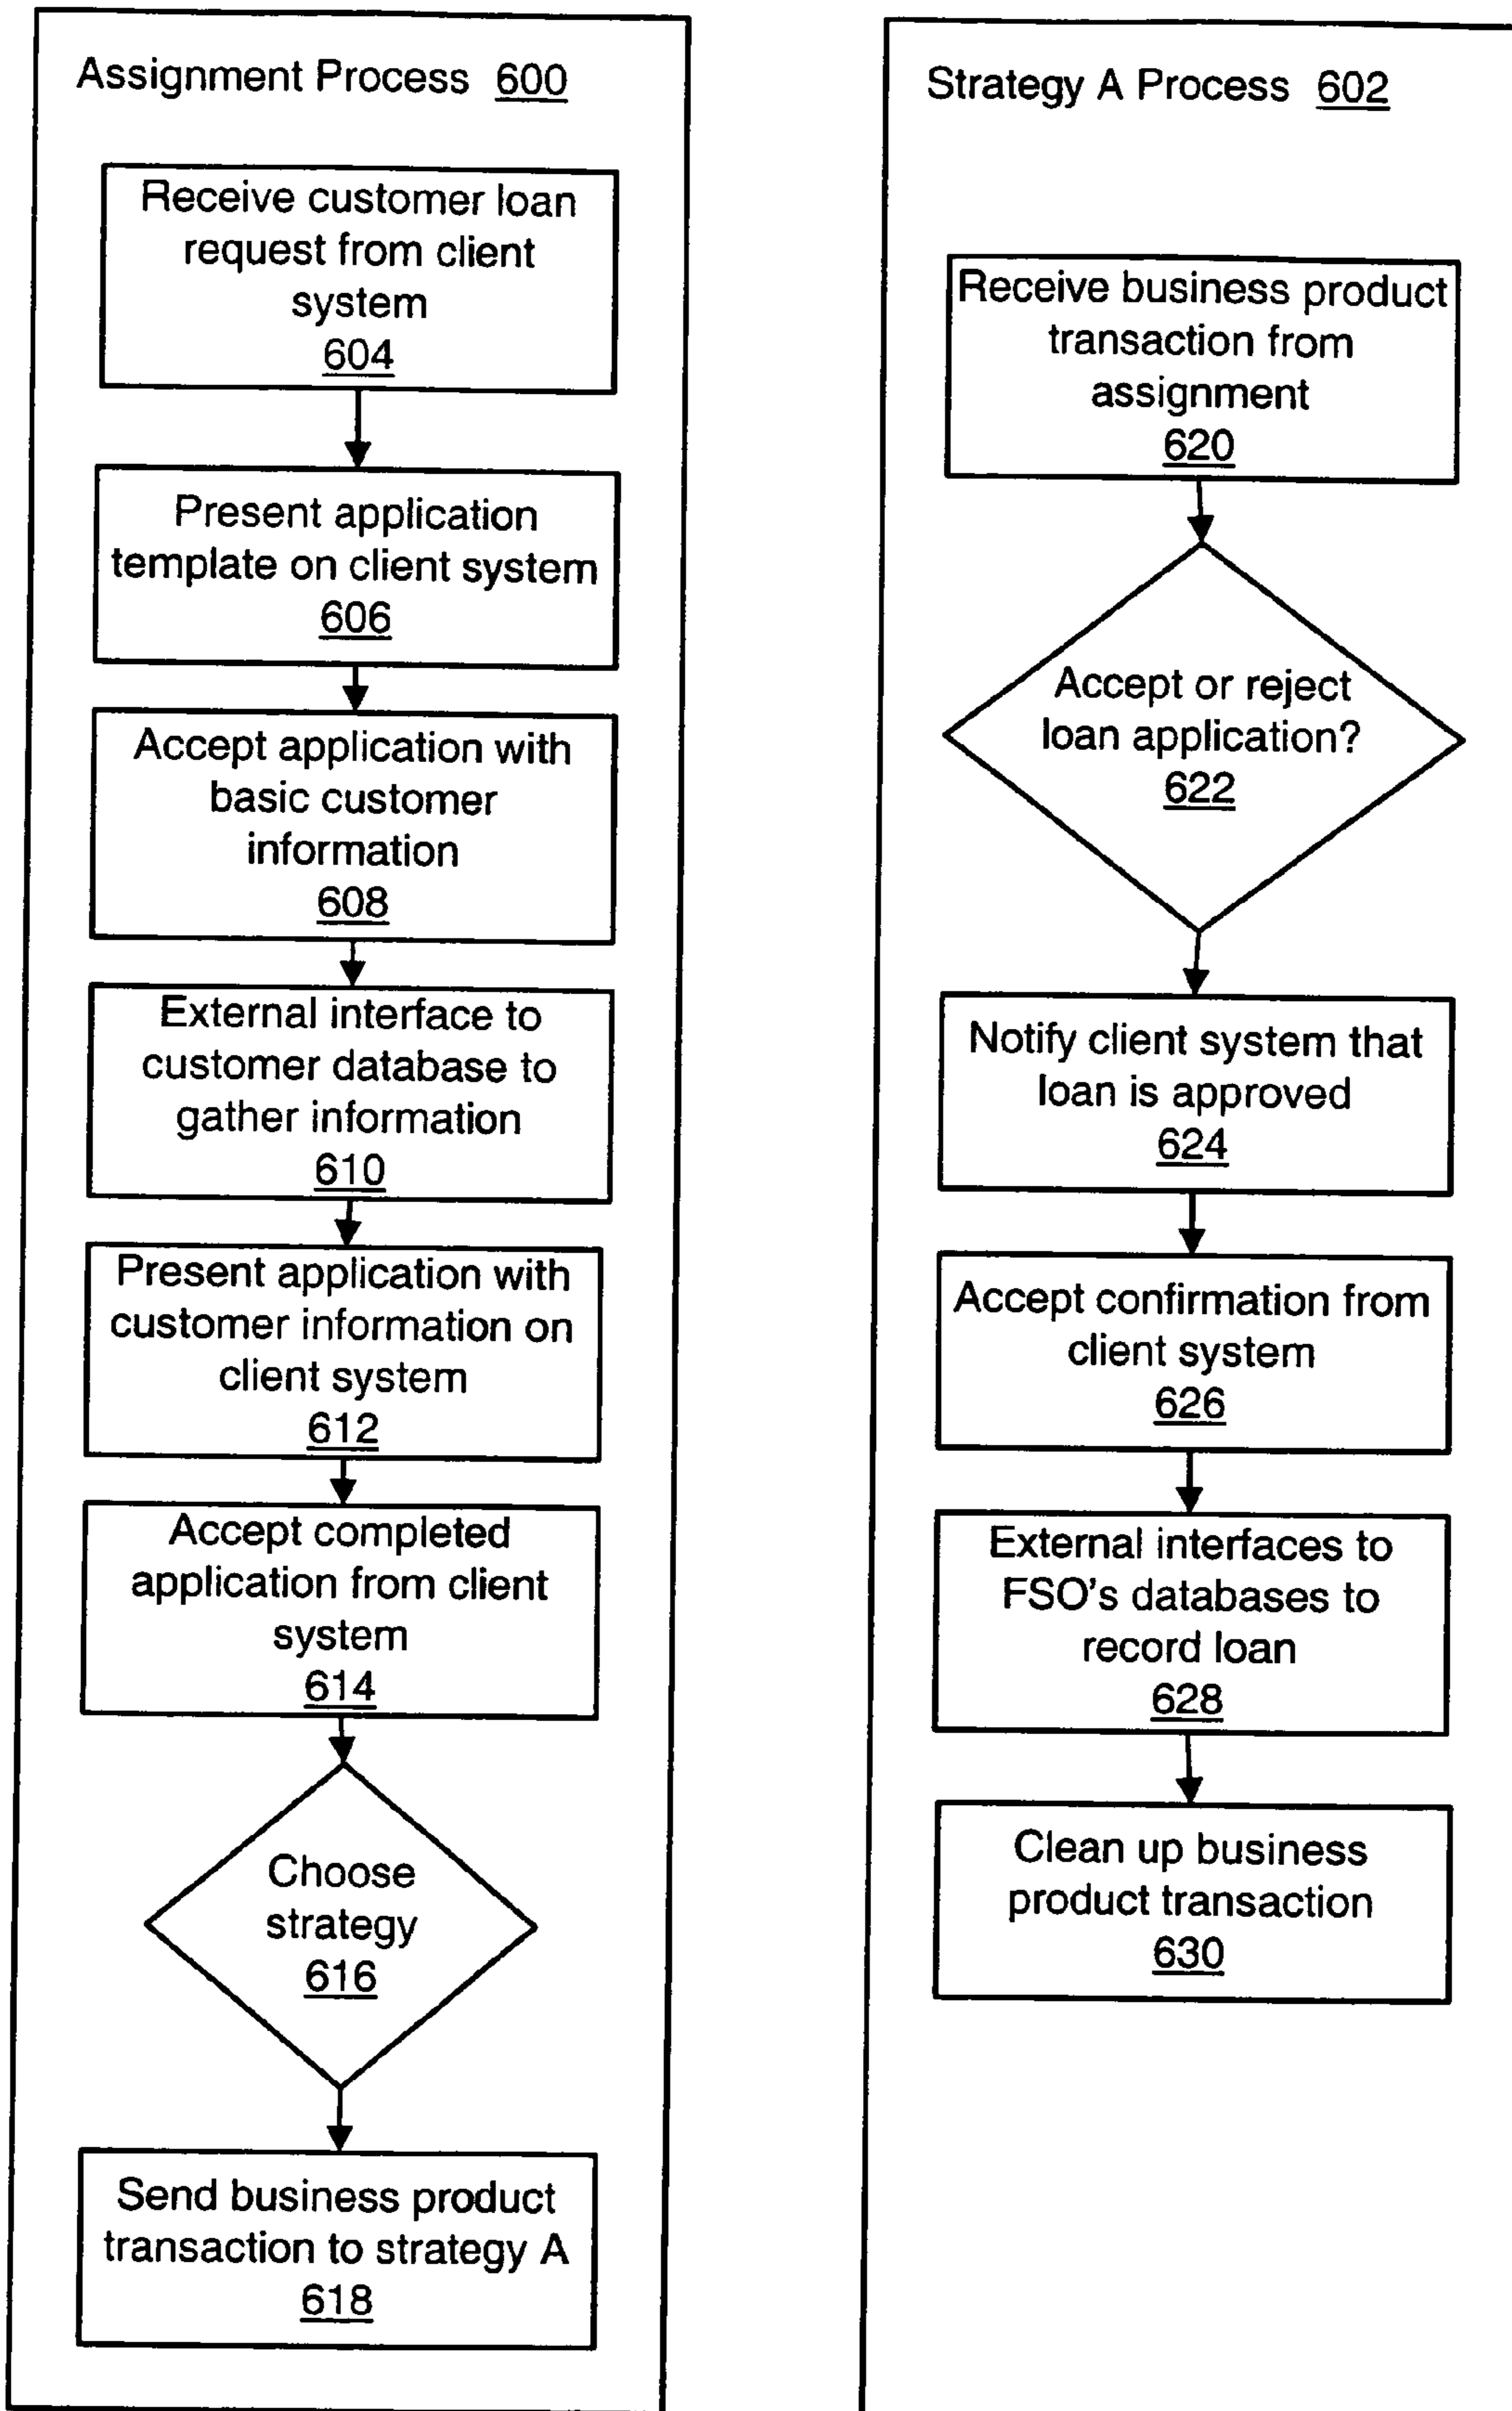 Assignment Process 600
Receive customer loan
request from client
system
604
Present application
template on client system
606
Accept application with
basic customer
information
608
External interface to
customer database to
gather information
610
Present application with
customer information on
client system
612
Accept completed
application from client
system
614
Choose
strategy
616
Send business product
transaction to strategy A
618
Strategy A Process 602
Receive business product
transaction from
assignment
620
Accept or reject
loan application?
622
Notify client system that
loan is approved
624
Accept confirmation from
client system
626
External interfaces to
FSO's databases to
record loan
628
Clean up business
product transaction
630